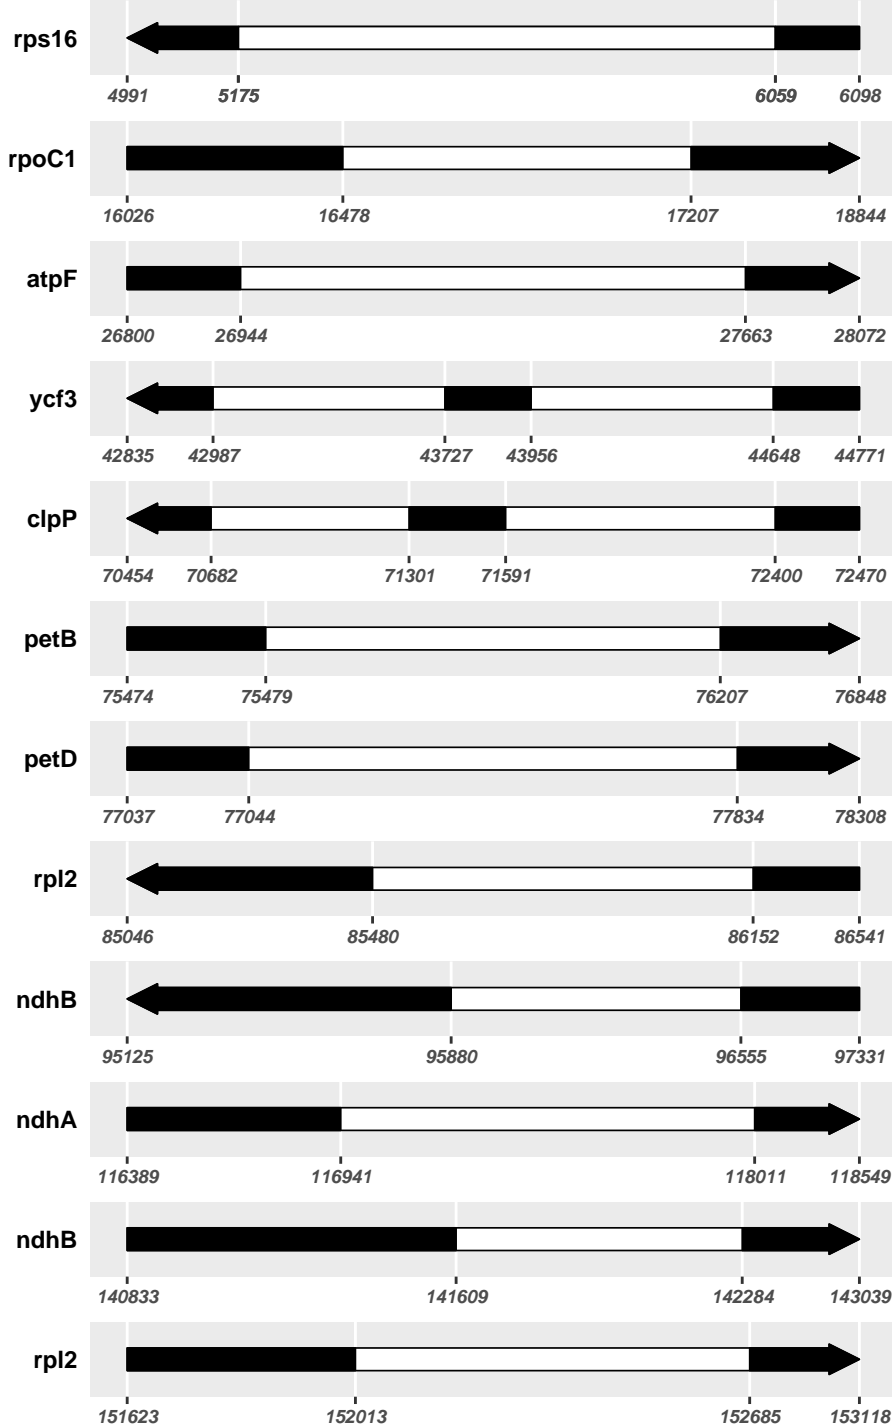 rps16
4991 5175 6059 6098
rpoC1
16026 16478 17207 18844
atpF
26800 26944 27663 28072
ycf3
42835 42987 43727 43956 44648 44771
clpP
70454 70682 71301 71591 72400 72470
petB
75474 75479 76207 76848
petD
77037 77044 77834 78308
rpl2
85046 85480 86152 86541
ndhB
95125 95880 96555 97331
ndhA
116389 116941 118011 118549
ndhB
140833 141609 142284 143039
rpl2
151623 152013 152685 153118